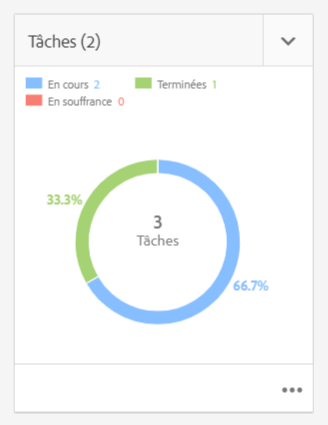 Tâches (2)
En cours 2 Terminées 1
En souffrance 0
33.3%
3
Tâches
66.7%